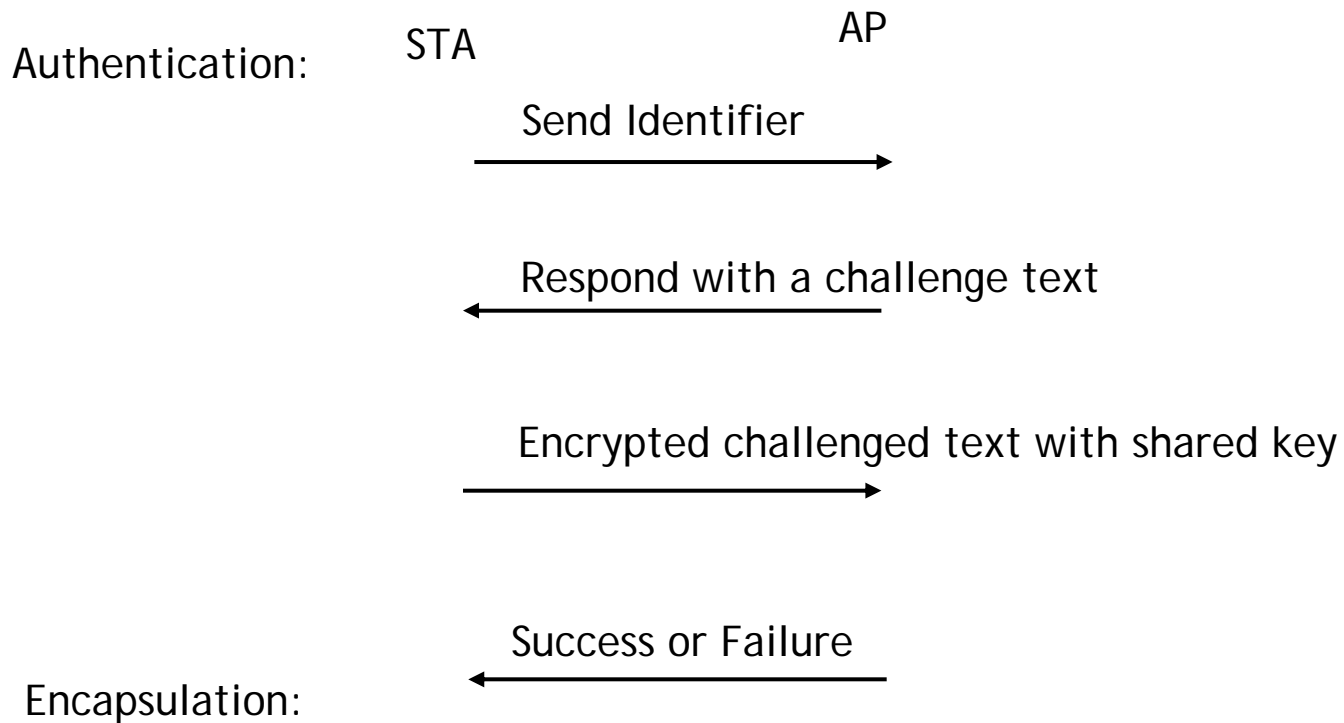 Authentication:
STA
AP
Send Identifier
Respond with a challenge text
Encrypted challenged text with shared key
Success or Failure
Encapsulation: